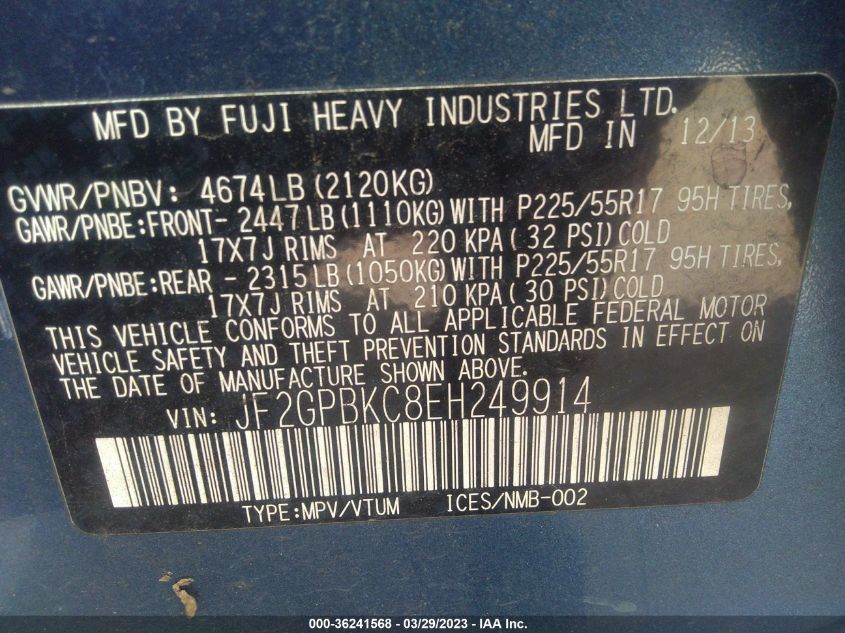 MFD BY FUJI HEAVY INDUSTRIES LTD.
MFD IN 12/13
GVWR/PNBV: 4674LB(2120KG)
GAWR/PNBE:FRONT-2447LB(1110KG)WITH P225/55R17 95H TIRES,
17X7J RIMS AT 220 KPA(32 PSI)COLD
GAWR/PNBE:REAR -2315LB(1050KG)WITH P225/55R17 95H TIRES,
17X7J RIMS AT 210 KPA(30 PSI)COLD
THIS VEHICLE CONFORMS TO ALL APPLICABLE FEDERAL MOTOR
VEHICLE SAFETY AND THEFT PREVENTION STANDARDS IN EFFECT ON
THE DATE OF MANUFACTURE SHOWN ABOVE.
VIN: JF2GPBKC8EH249914
TYPE:MPV/VTUM ICES/NMB-002
000-36241568 - 03/29/2023 - IAA Inc.